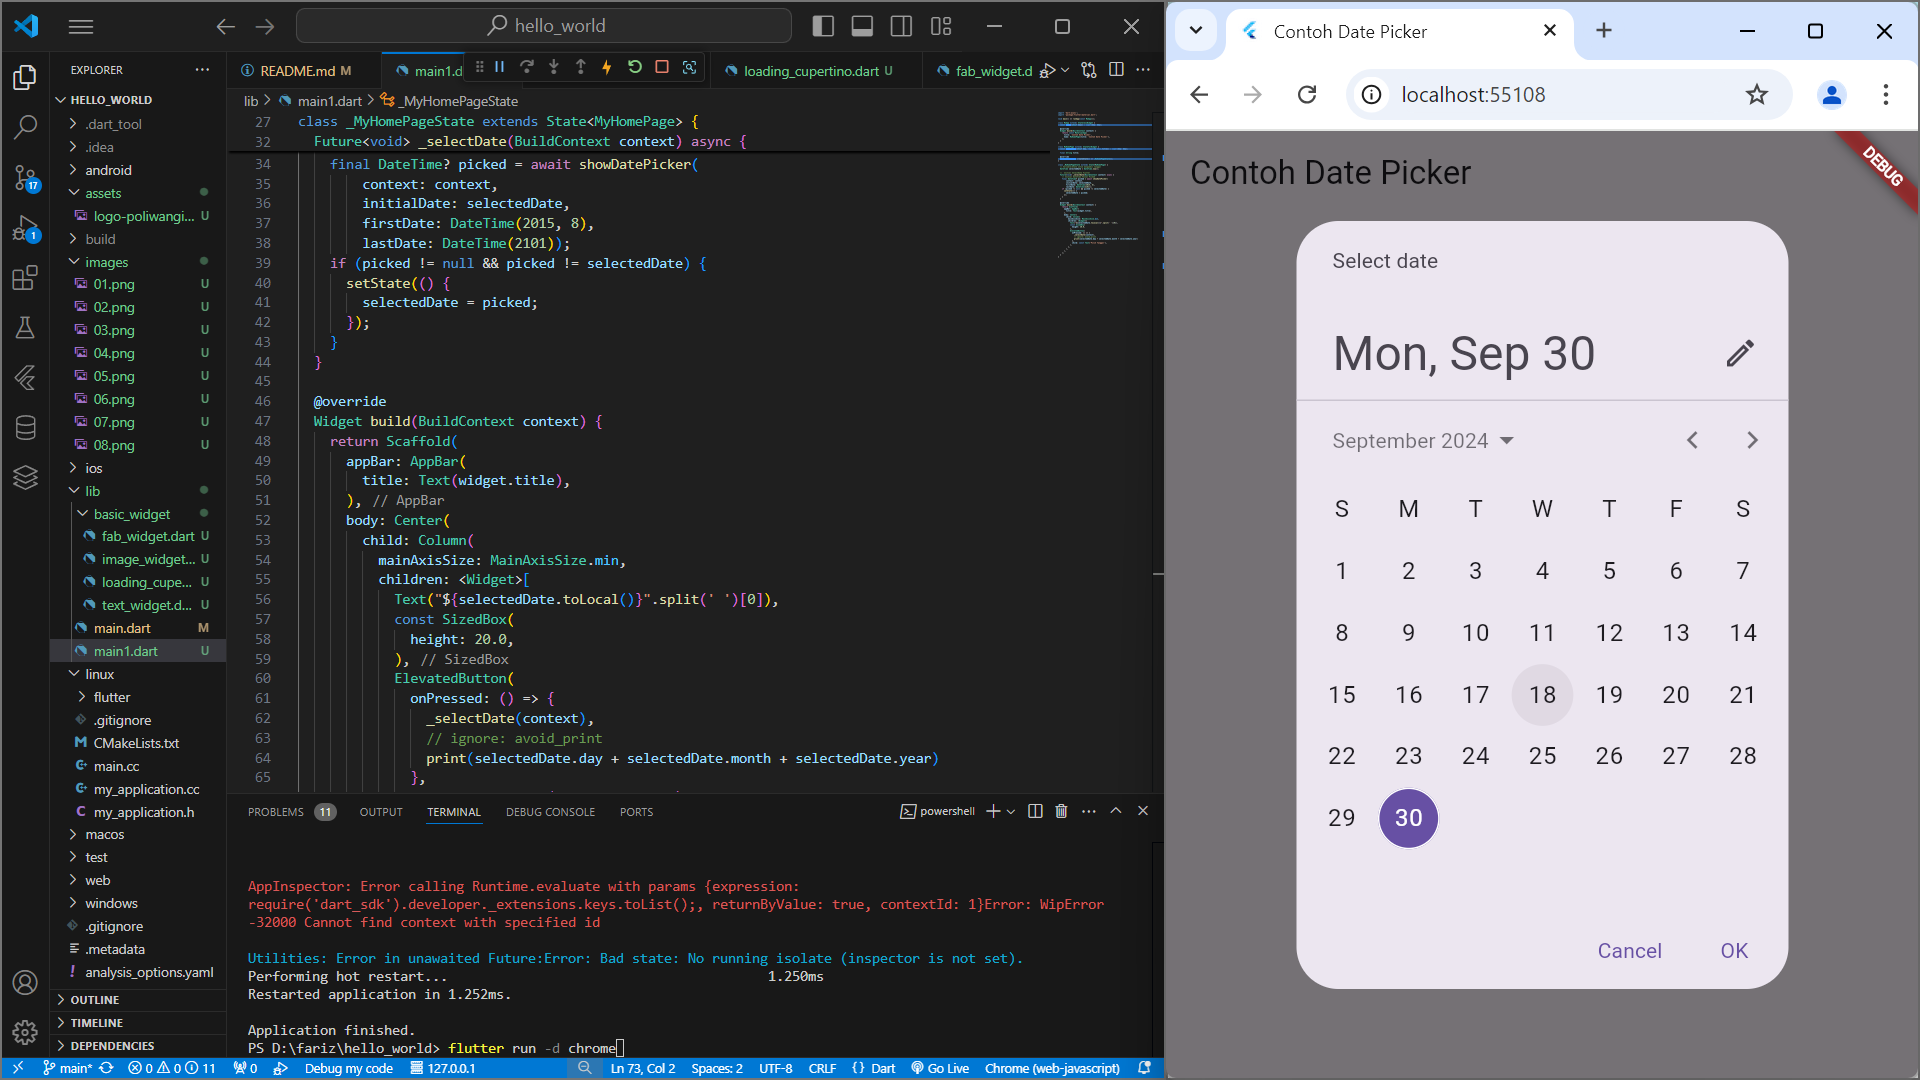 hello_world
EXPLORER
HELLO_WORLD
.dart_tool
.idea
android
assets
logo-poliwangi... U
build
images
01.png U
02.png U
03.png U
04.png U
05.png U
06.png U
07.png U
08.png U
ios
lib
basic_widget
fab_widget.dart U
image_widget... U
loading_cupe... U
text_widget.d... U
main.dart M
main1.dart U
linux
flutter
.gitignore
CMakeLists.txt
main.cc
my_application.cc
my_application.h
macos
test
web
windows
.gitignore
.metadata
analysis_options.yaml
OUTLINE
TIMELINE
DEPENDENCIES
17
1
README.md M
main1.d
loading_cupertino.dart U
fab_widget.d
lib > main1.dart > _MyHomePageState
27 class _MyHomePageState extends State<MyHomePage> {
32 Future<void> _selectDate(BuildContext context) async {
34 final DateTime? picked = await showDatePicker(
35 context: context,
36 initialDate: selectedDate,
37 firstDate: DateTime(2015, 8),
38 lastDate: DateTime(2101));
39 if (picked != null && picked != selectedDate) {
40 setState(() {
41 selectedDate = picked;
42 });
43 }
44 }
45
46 @override
47 Widget build(BuildContext context) {
48 return Scaffold(
49 appBar: AppBar(
50 title: Text(widget.title),
51 ), // AppBar
52 body: Center(
53 child: Column(
54 mainAxisSize: MainAxisSize.min,
55 children: <Widget>[
56 Text("${selectedDate.toLocal()}".split(' ')[0]),
57 const SizedBox(
58 height: 20.0,
59 ), // SizedBox
60 ElevatedButton(
61 onPressed: () => {
62 _selectDate(context),
63 // ignore: avoid_print
64 print(selectedDate.day + selectedDate.month + selectedDate.year)
65 },
PROBLEMS 11 OUTPUT TERMINAL DEBUG CONSOLE PORTS
powershell
AppInspector: Error calling Runtime.evaluate with params {expression:
require('dart_sdk').developer._extensions.keys.toList();, returnByValue: true, contextId: 1}Error: WipError
-32000 Cannot find context with specified id
Utilities: Error in unawaited Future:Error: Bad state: No running isolate (inspector is not set).
Performing hot restart... 1.250ms
Restarted application in 1.252ms.
Application finished.
PS D:\fariz\hello_world> flutter run -d chrome
main* 0 0 11 0 Debug my code 127.0.0.1 Ln 73, Col 2 Spaces: 2 UTF-8 CRLF {} Dart Go Live Chrome (web-javascript)
Contoh Date Picker
localhost:55108
DEBUG
Contoh Date Picker
Select date
Mon, Sep 30
September 2024
S M T W T F S
1 2 3 4 5 6 7
8 9 10 11 12 13 14
15 16 17 18 19 20 21
22 23 24 25 26 27 28
29 30
Cancel OK